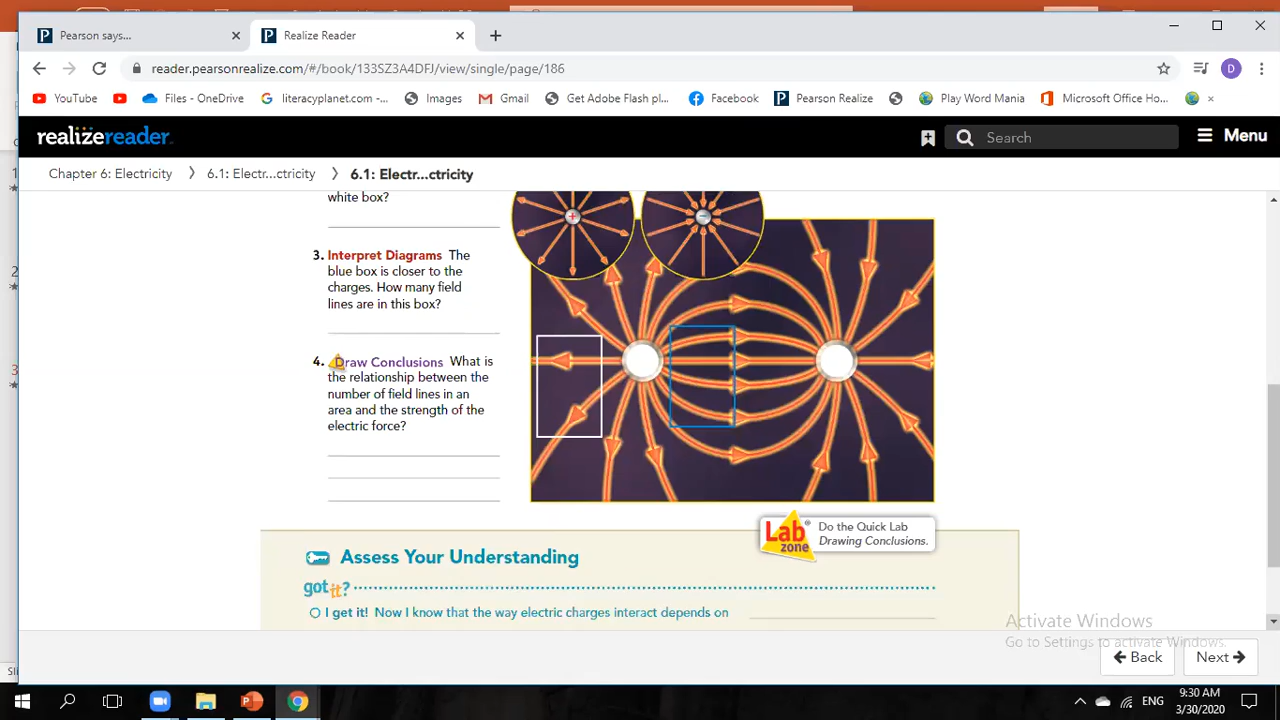 Pearson says...
Realize Reader
reader.pearsonrealize.com/#/book/133SZ3A4DFJ/view/single/page/186
D
YouTube
Files - OneDrive
literacyplanet.com -...
Images
Gmail
Get Adobe Flash pl...
Facebook
Pearson Realize
Play Word Mania
Microsoft Office Ho...
realizereader
Search
Menu
Chapter 6: Electricity
6.1: Electr...ctricity
6.1: Electr...ctricity
white box?
3. Interpret Diagrams The
blue box is closer to the
charges. How many field
lines are in this box?
4. Draw Conclusions What is
the relationship between the
number of field lines in an
area and the strength of the
electric force?
+
−
Lab zone
Do the Quick Lab
Drawing Conclusions.
Assess Your Understanding
got it?
I get it! Now I know that the way electric charges interact depends on
Activate Windows
Go to Settings to activate Windows.
Back
Next
ENG
9:30 AM
3/30/2020